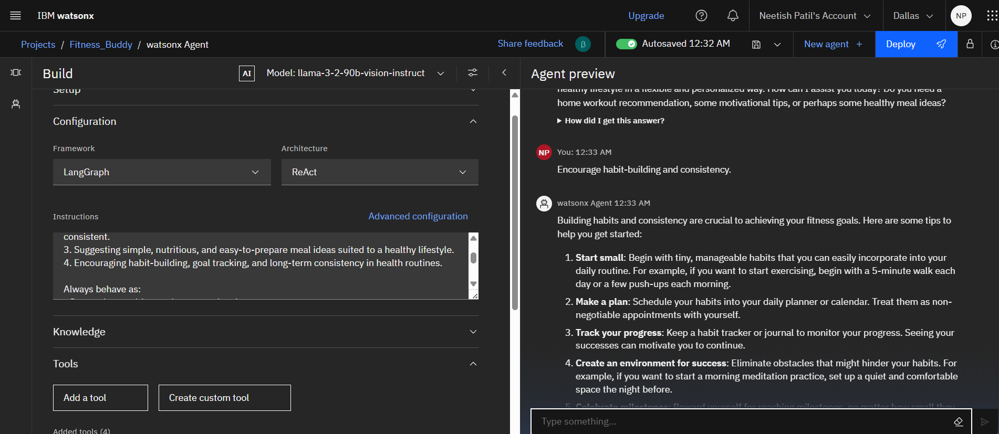 IBM watsonx
Upgrade
Neetish Patil's Account
Dallas
NP
Projects / Fitness_Buddy / watsonx Agent
Share feedback
β
Autosaved 12:32 AM
New agent +
Deploy
Build
AI
Model: llama-3-2-90b-vision-instruct
Setup
Configuration
Framework
Architecture
LangGraph
ReAct
Instructions
Advanced configuration
consistent.
3. Suggesting simple, nutritious, and easy-to-prepare meal ideas suited to a healthy lifestyle.
4. Encouraging habit-building, goal tracking, and long-term consistency in health routines.
Always behave as:
Knowledge
Tools
Add a tool
Create custom tool
Added tools (4)
Agent preview
healthy lifestyle in a flexible and personalized way. How can I assist you today? Do you need a
home workout recommendation, some motivational tips, or perhaps some healthy meal ideas?
How did I get this answer?
NP
You: 12:33 AM
Encourage habit-building and consistency.
watsonx Agent 12:33 AM
Building habits and consistency are crucial to achieving your fitness goals. Here are some tips to
help you get started:
1. Start small: Begin with tiny, manageable habits that you can easily incorporate into your
daily routine. For example, if you want to start exercising, begin with a 5-minute walk each
day or a few push-ups each morning.
2. Make a plan: Schedule your habits into your daily planner or calendar. Treat them as non-
negotiable appointments with yourself.
3. Track your progress: Keep a habit tracker or journal to monitor your progress. Seeing your
successes can motivate you to continue.
4. Create an environment for success: Eliminate obstacles that might hinder your habits. For
example, if you want to start a morning meditation practice, set up a quiet and comfortable
space the night before.
5. Celebrate milestones: Reward yourself for reaching milestones, no matter how small they
Type something...